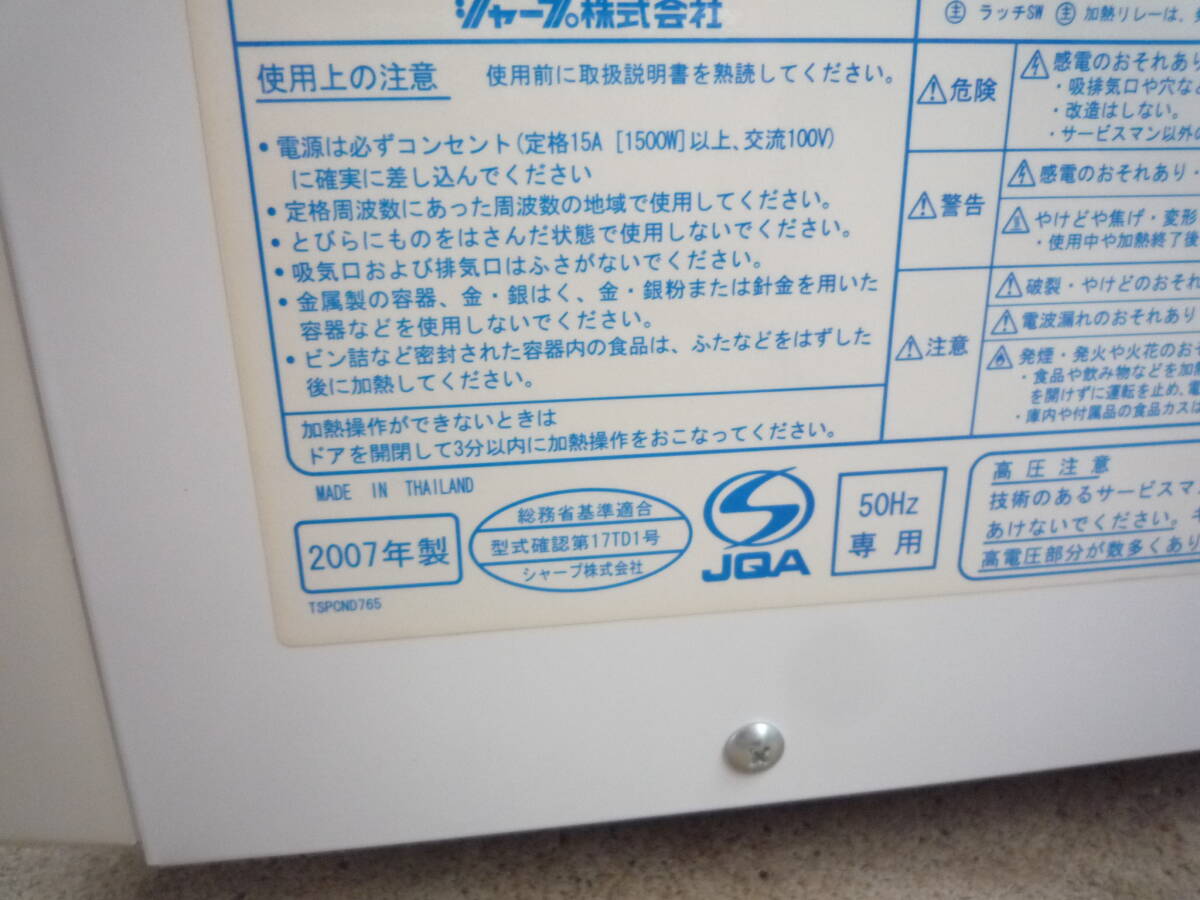 シャープ株式会社
使用上の注意 使用前に取扱説明書を熟読してください。
・電源は必ずコンセント(定格15A [1500W]以上、交流100V)
に確実に差し込んでください
・定格周波数にあった周波数の地域で使用してください。
・とびらにものをはさんだ状態で使用しないでください。
・吸気口および排気口はふさがないでください。
・金属製の容器、金・銀はく、金・銀粉または針金を用いた
容器などを使用しないでください。
・ビン詰など密封された容器内の食品は、ふたなどをはずした
後に加熱してください。
加熱操作ができないときは
ドアを開閉して3分以内に加熱操作をおこなってください。
㊤ ラッチSW ㊤ 加熱リレーは、
危険
感電のおそれあり
・吸排気口や穴な
・改造はしない。
・サービスマン以外の
警告
感電のおそれあり・
やけどや焦げ・変形
・使用中や加熱終了後
注意
破裂・やけどのおそれ
電波漏れのおそれあり
発煙・発火や火花のおそ
・食品や飲み物などを加熱
を開けずに運転を止め、電
・庫内や付属品の食品カスは
MADE IN THAILAND
2007年製
TSPCND765
総務省基準適合
型式確認第17TD1号
シャープ株式会社
JQA
50Hz
専用
高圧注意
技術のあるサービスマ
あけないでください。
高電圧部分が数多くあり